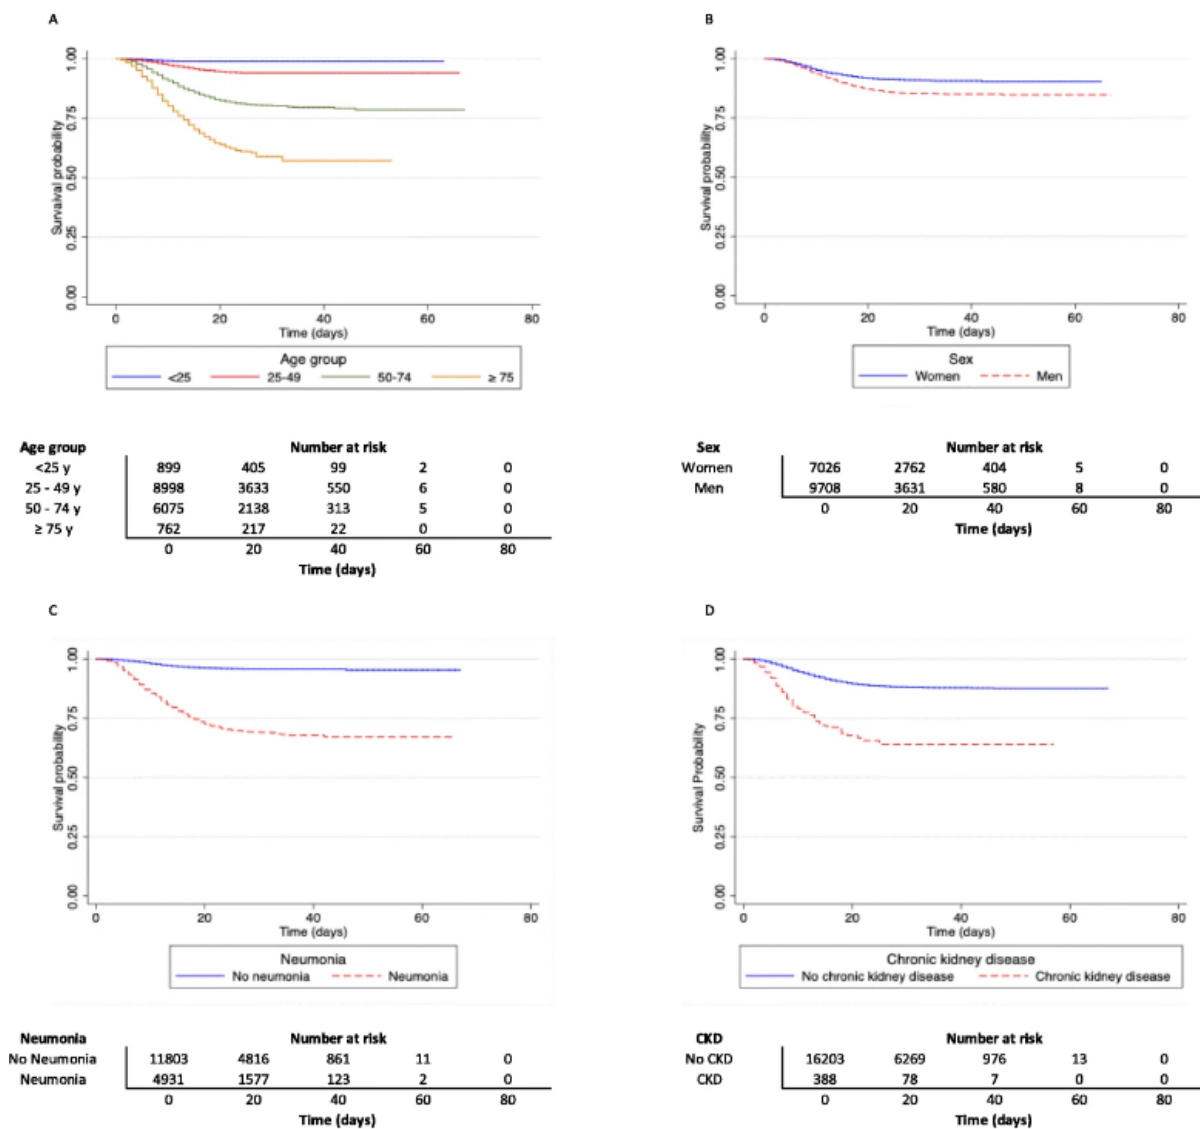 A
1.00
0.75
0.50
0.25
0.00
Survaival probability
0 20 40 60 80
Time (days)
Age group
<25 25-49 50-74 ≥ 75
Age group Number at risk
<25 y 899 405 99 2 0
25 - 49 y 8998 3633 550 6 0
50 - 74 y 6075 2138 313 5 0
≥ 75 y 762 217 22 0 0
0 20 40 60 80
Time (days)
B
1.00
0.75
0.50
0.25
0.00
Survival probability
0 20 40 60 80
Time (days)
Sex
Women Men
Sex Number at risk
Women 7026 2762 404 5 0
Men 9708 3631 580 8 0
0 20 40 60 80
Time (days)
C
1.00
0.75
0.50
0.25
0.00
Survival probability
0 20 40 60 80
Time (days)
Neumonia
No neumonia Neumonia
Neumonia Number at risk
No Neumonia 11803 4816 861 11 0
Neumonia 4931 1577 123 2 0
0 20 40 60 80
Time (days)
D
1.00
0.75
0.50
0.25
0.00
Survival Probability
0 20 40 60 80
Time (days)
Chronic kidney disease
No chronic kidney disease Chronic kidney disease
CKD Number at risk
No CKD 16203 6269 976 13 0
CKD 388 78 7 0 0
0 20 40 60 80
Time (days)